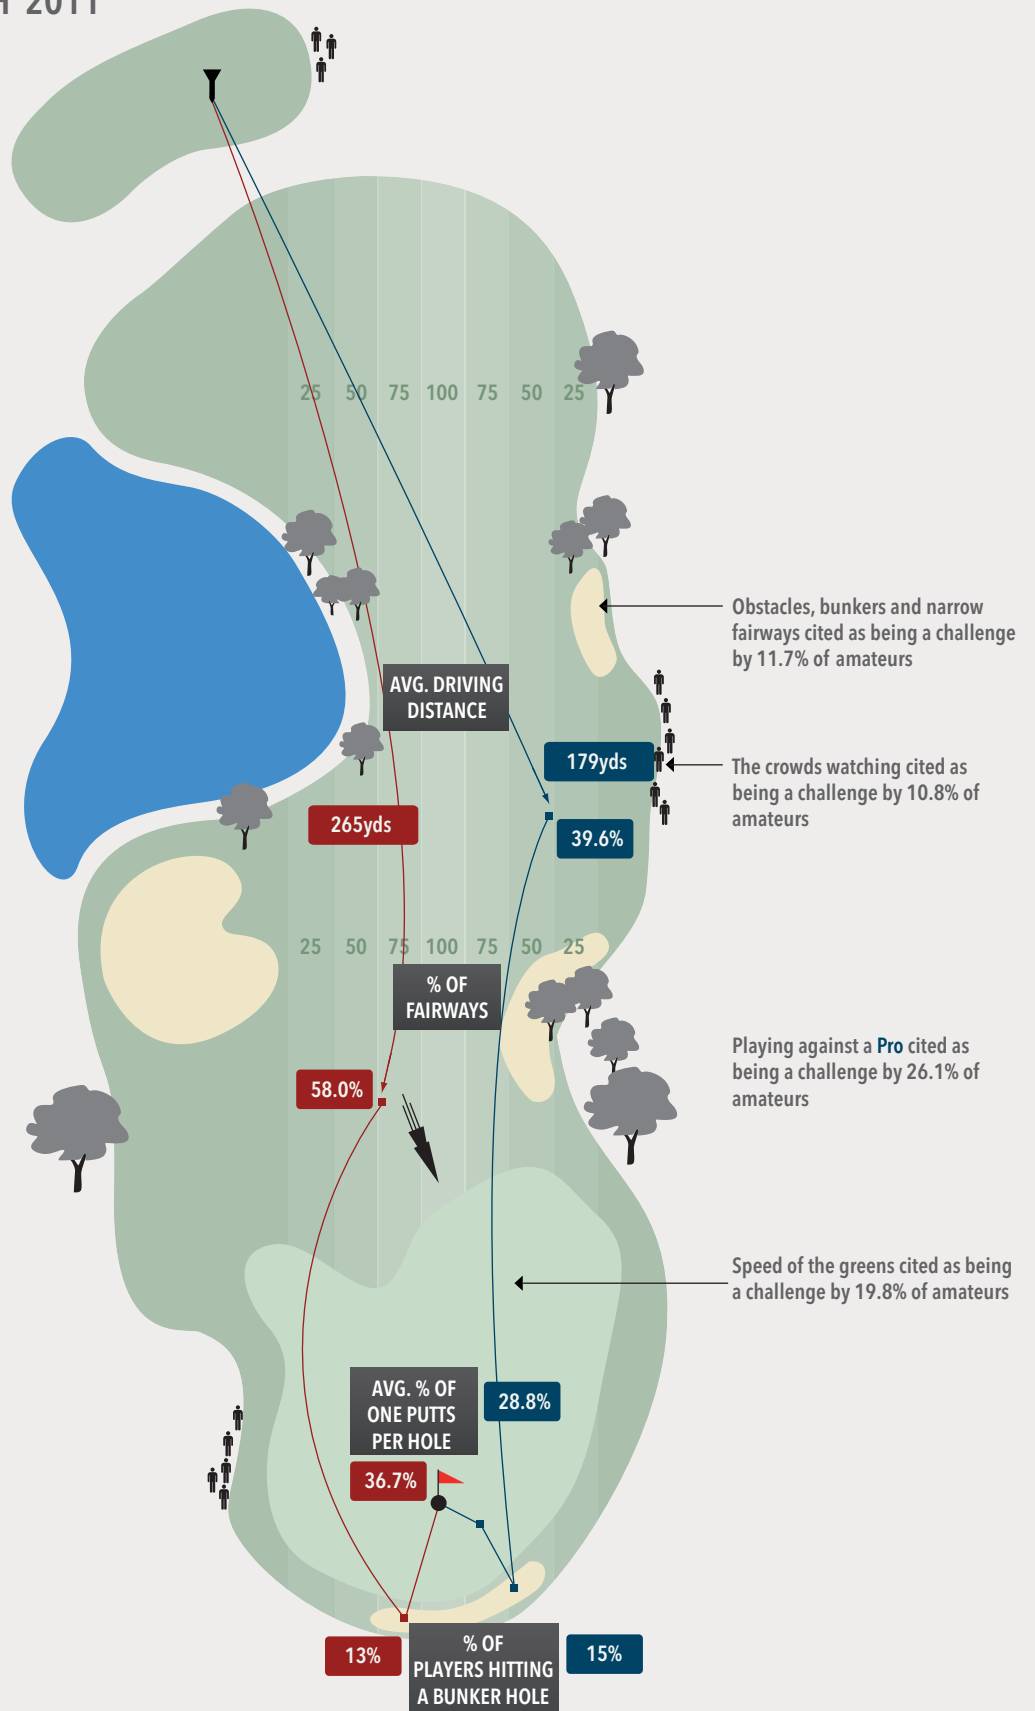 2011
25 50 75 100 75 50 25
Obstacles, bunkers and narrow
fairways cited as being a challenge
by 11.7% of amateurs
AVG. DRIVING
DISTANCE
179yds
The crowds watching cited as
being a challenge by 10.8% of
amateurs
265yds
39.6%
25 50 75 100 75 50 25
% OF
FAIRWAYS
58.0%
Playing against a Pro cited as
being a challenge by 26.1% of
amateurs
Speed of the greens cited as being
a challenge by 19.8% of amateurs
AVG. % OF
ONE PUTTS
PER HOLE
28.8%
36.7%
13%
% OF
PLAYERS HITTING
A BUNKER HOLE
15%